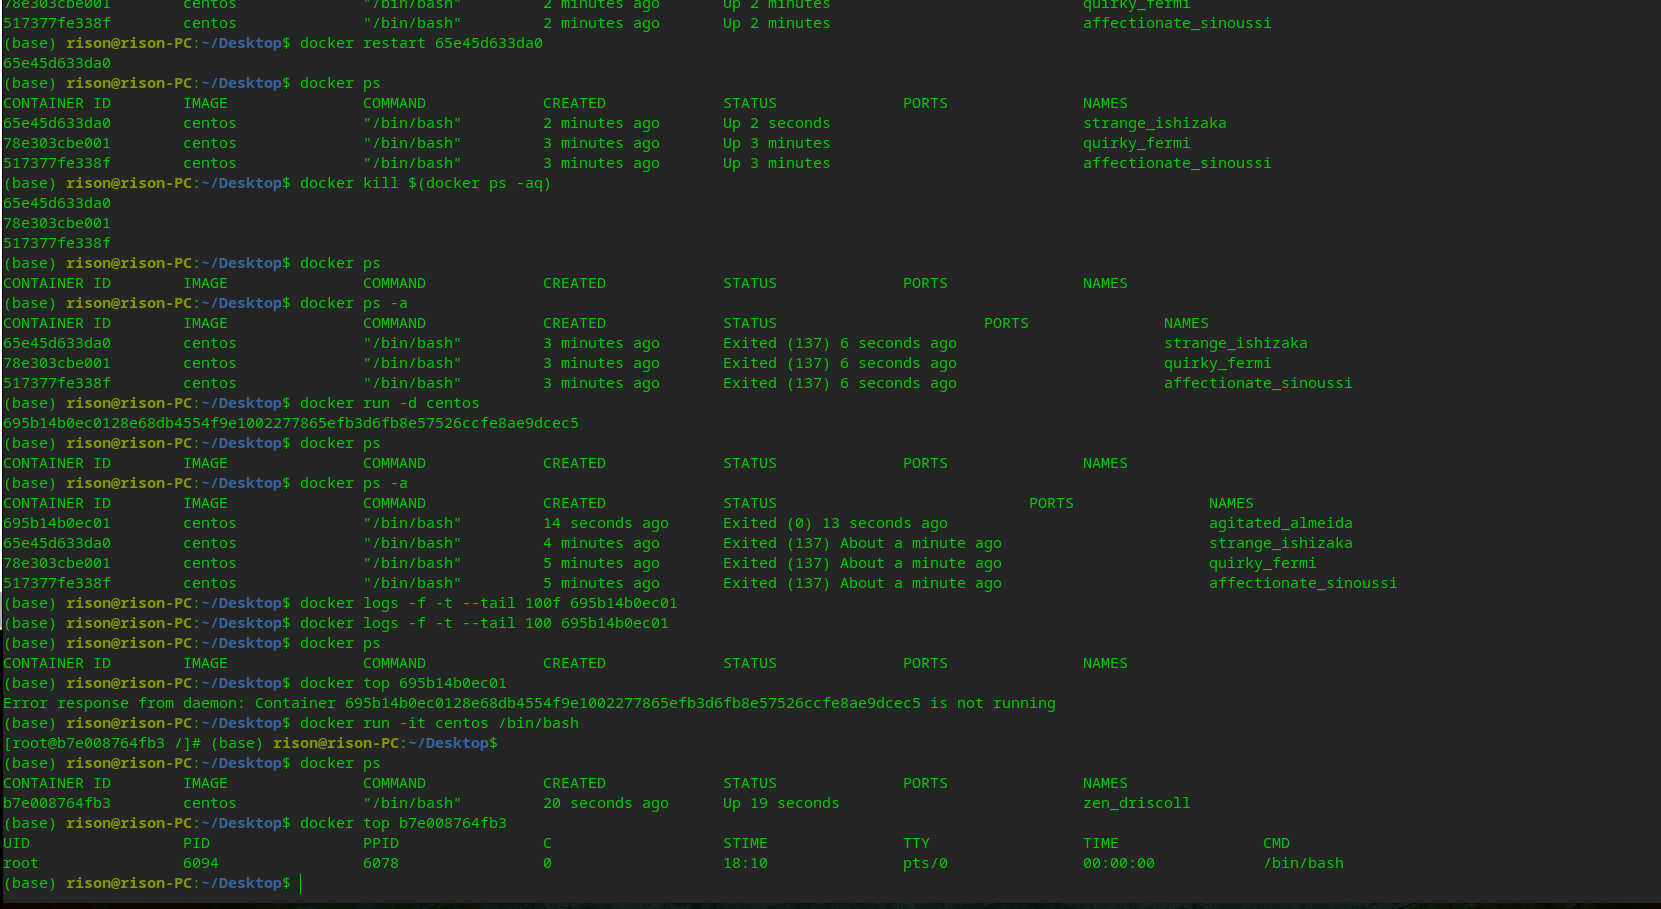 78e303cbe001 centos "/bin/bash" 2 minutes ago Up 2 minutes quirky_fermi
517377fe338f centos "/bin/bash" 2 minutes ago Up 2 minutes affectionate_sinoussi
(base) rison@rison-PC:~/Desktop$ docker restart 65e45d633da0
65e45d633da0
(base) rison@rison-PC:~/Desktop$ docker ps
CONTAINER ID IMAGE COMMAND CREATED STATUS PORTS NAMES
65e45d633da0 centos "/bin/bash" 2 minutes ago Up 2 seconds strange_ishizaka
78e303cbe001 centos "/bin/bash" 3 minutes ago Up 3 minutes quirky_fermi
517377fe338f centos "/bin/bash" 3 minutes ago Up 3 minutes affectionate_sinoussi
(base) rison@rison-PC:~/Desktop$ docker kill $(docker ps -aq)
65e45d633da0
78e303cbe001
517377fe338f
(base) rison@rison-PC:~/Desktop$ docker ps
CONTAINER ID IMAGE COMMAND CREATED STATUS PORTS NAMES
(base) rison@rison-PC:~/Desktop$ docker ps -a
CONTAINER ID IMAGE COMMAND CREATED STATUS PORTS NAMES
65e45d633da0 centos "/bin/bash" 3 minutes ago Exited (137) 6 seconds ago strange_ishizaka
78e303cbe001 centos "/bin/bash" 3 minutes ago Exited (137) 6 seconds ago quirky_fermi
517377fe338f centos "/bin/bash" 3 minutes ago Exited (137) 6 seconds ago affectionate_sinoussi
(base) rison@rison-PC:~/Desktop$ docker run -d centos
695b14b0ec0128e68db4554f9e1002277865efb3d6fb8e57526ccfe8ae9dcec5
(base) rison@rison-PC:~/Desktop$ docker ps
CONTAINER ID IMAGE COMMAND CREATED STATUS PORTS NAMES
(base) rison@rison-PC:~/Desktop$ docker ps -a
CONTAINER ID IMAGE COMMAND CREATED STATUS PORTS NAMES
695b14b0ec01 centos "/bin/bash" 14 seconds ago Exited (0) 13 seconds ago agitated_almeida
65e45d633da0 centos "/bin/bash" 4 minutes ago Exited (137) About a minute ago strange_ishizaka
78e303cbe001 centos "/bin/bash" 5 minutes ago Exited (137) About a minute ago quirky_fermi
517377fe338f centos "/bin/bash" 5 minutes ago Exited (137) About a minute ago affectionate_sinoussi
(base) rison@rison-PC:~/Desktop$ docker logs -f -t --tail 100f 695b14b0ec01
(base) rison@rison-PC:~/Desktop$ docker logs -f -t --tail 100 695b14b0ec01
(base) rison@rison-PC:~/Desktop$ docker ps
CONTAINER ID IMAGE COMMAND CREATED STATUS PORTS NAMES
(base) rison@rison-PC:~/Desktop$ docker top 695b14b0ec01
Error response from daemon: Container 695b14b0ec0128e68db4554f9e1002277865efb3d6fb8e57526ccfe8ae9dcec5 is not running
(base) rison@rison-PC:~/Desktop$ docker run -it centos /bin/bash
[root@b7e008764fb3 /]# (base) rison@rison-PC:~/Desktop$
(base) rison@rison-PC:~/Desktop$ docker ps
CONTAINER ID IMAGE COMMAND CREATED STATUS PORTS NAMES
b7e008764fb3 centos "/bin/bash" 20 seconds ago Up 19 seconds zen_driscoll
(base) rison@rison-PC:~/Desktop$ docker top b7e008764fb3
UID PID PPID C STIME TTY TIME CMD
root 6094 6078 0 18:10 pts/0 00:00:00 /bin/bash
(base) rison@rison-PC:~/Desktop$